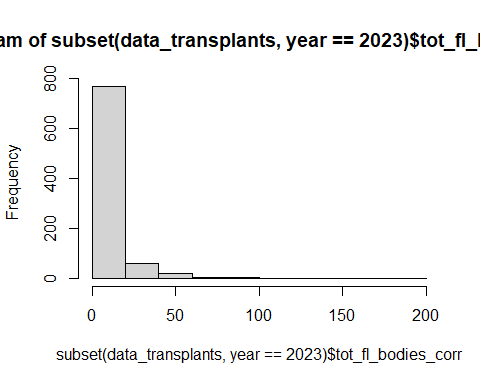 am of subset(data_transplants, year == 2023)$tot_fl_
800
600
400
200
0
Frequency
0 50 100 150 200
subset(data_transplants, year == 2023)$tot_fl_bodies_corr